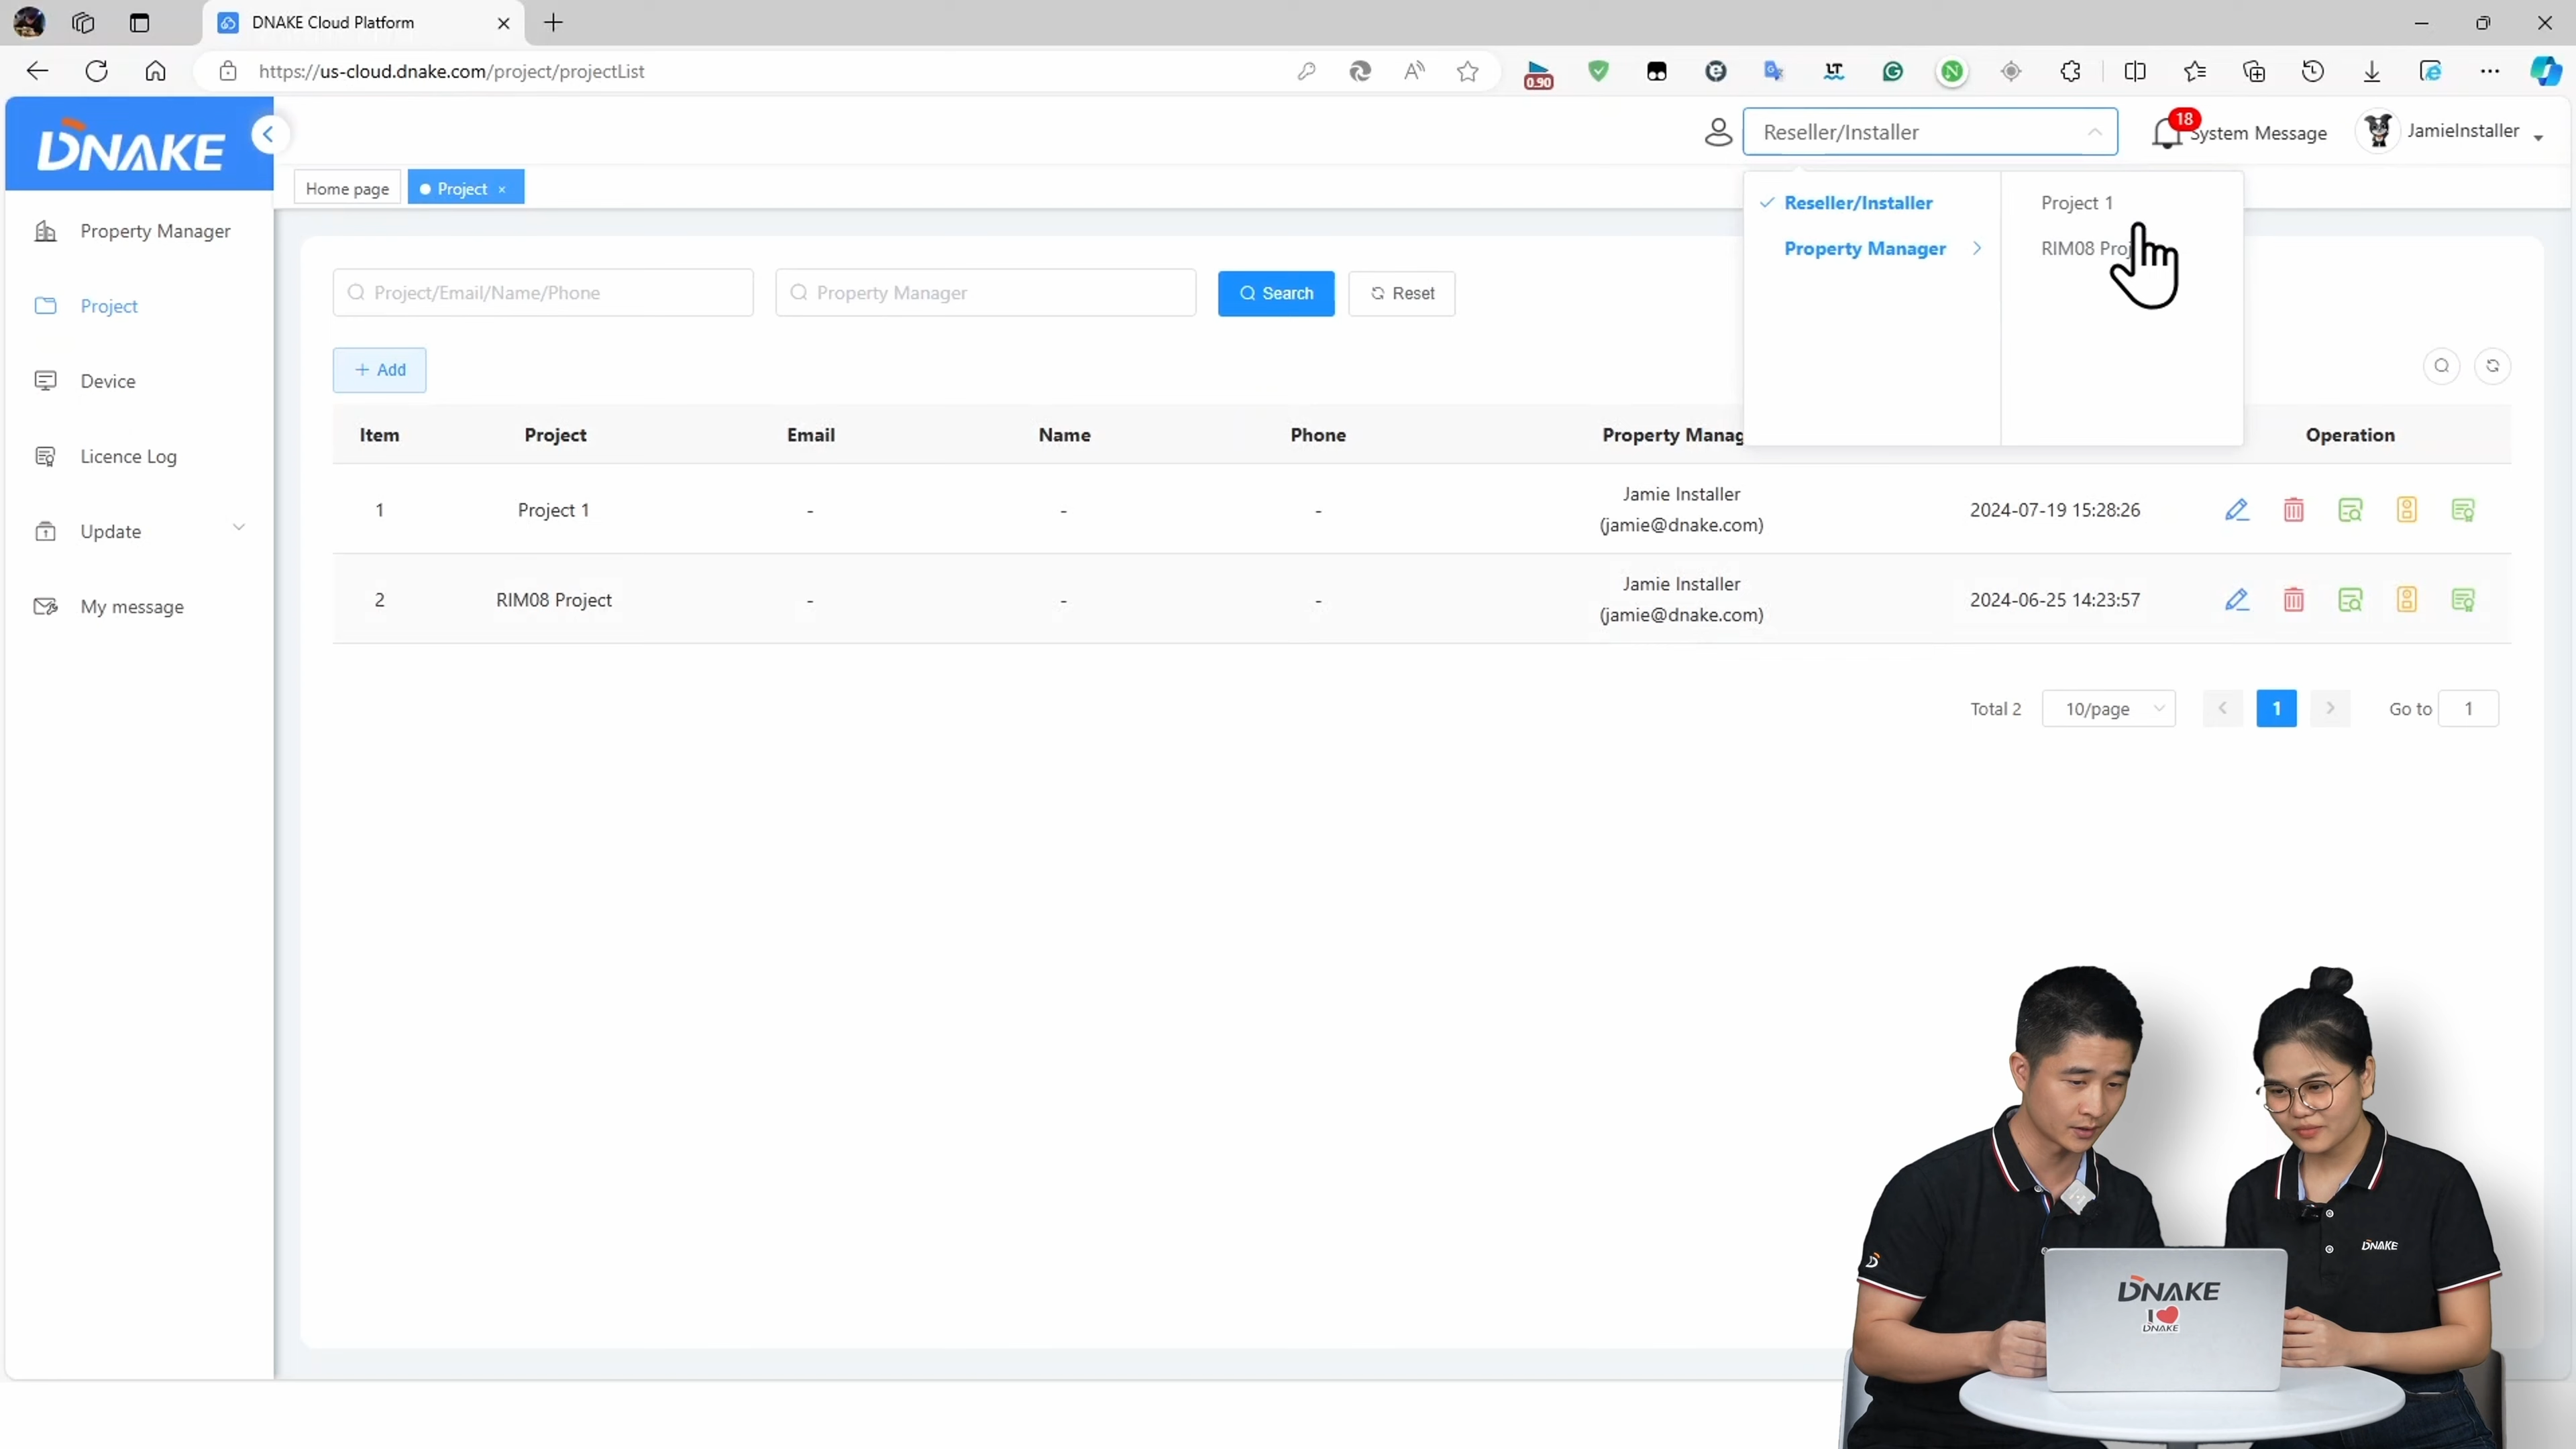 DNAKE Cloud Platform
https://us-cloud.dnake.com/project/projectList
0.90
DNAKE
Reseller/Installer
18
System Message
JamieInstaller
Home page
Project
Reseller/Installer
Project 1
Property Manager
RIM08
Property Manager
Project
Device
Licence Log
Update
My message
Project/Email/Name/Phone
Property Manager
Search
Reset
+ Add
Item
Project
Email
Name
Phone
Property Manag
Operation
1
Project 1
-
-
-
Jamie Installer
(jamie@dnake.com)
2024-07-19 15:28:26
2
RIM08 Project
-
-
-
Jamie Installer
(jamie@dnake.com)
2024-06-25 14:23:57
Total 2
10/page
1
Go to
1
DNAKE
DNAKE
I
DNAKE